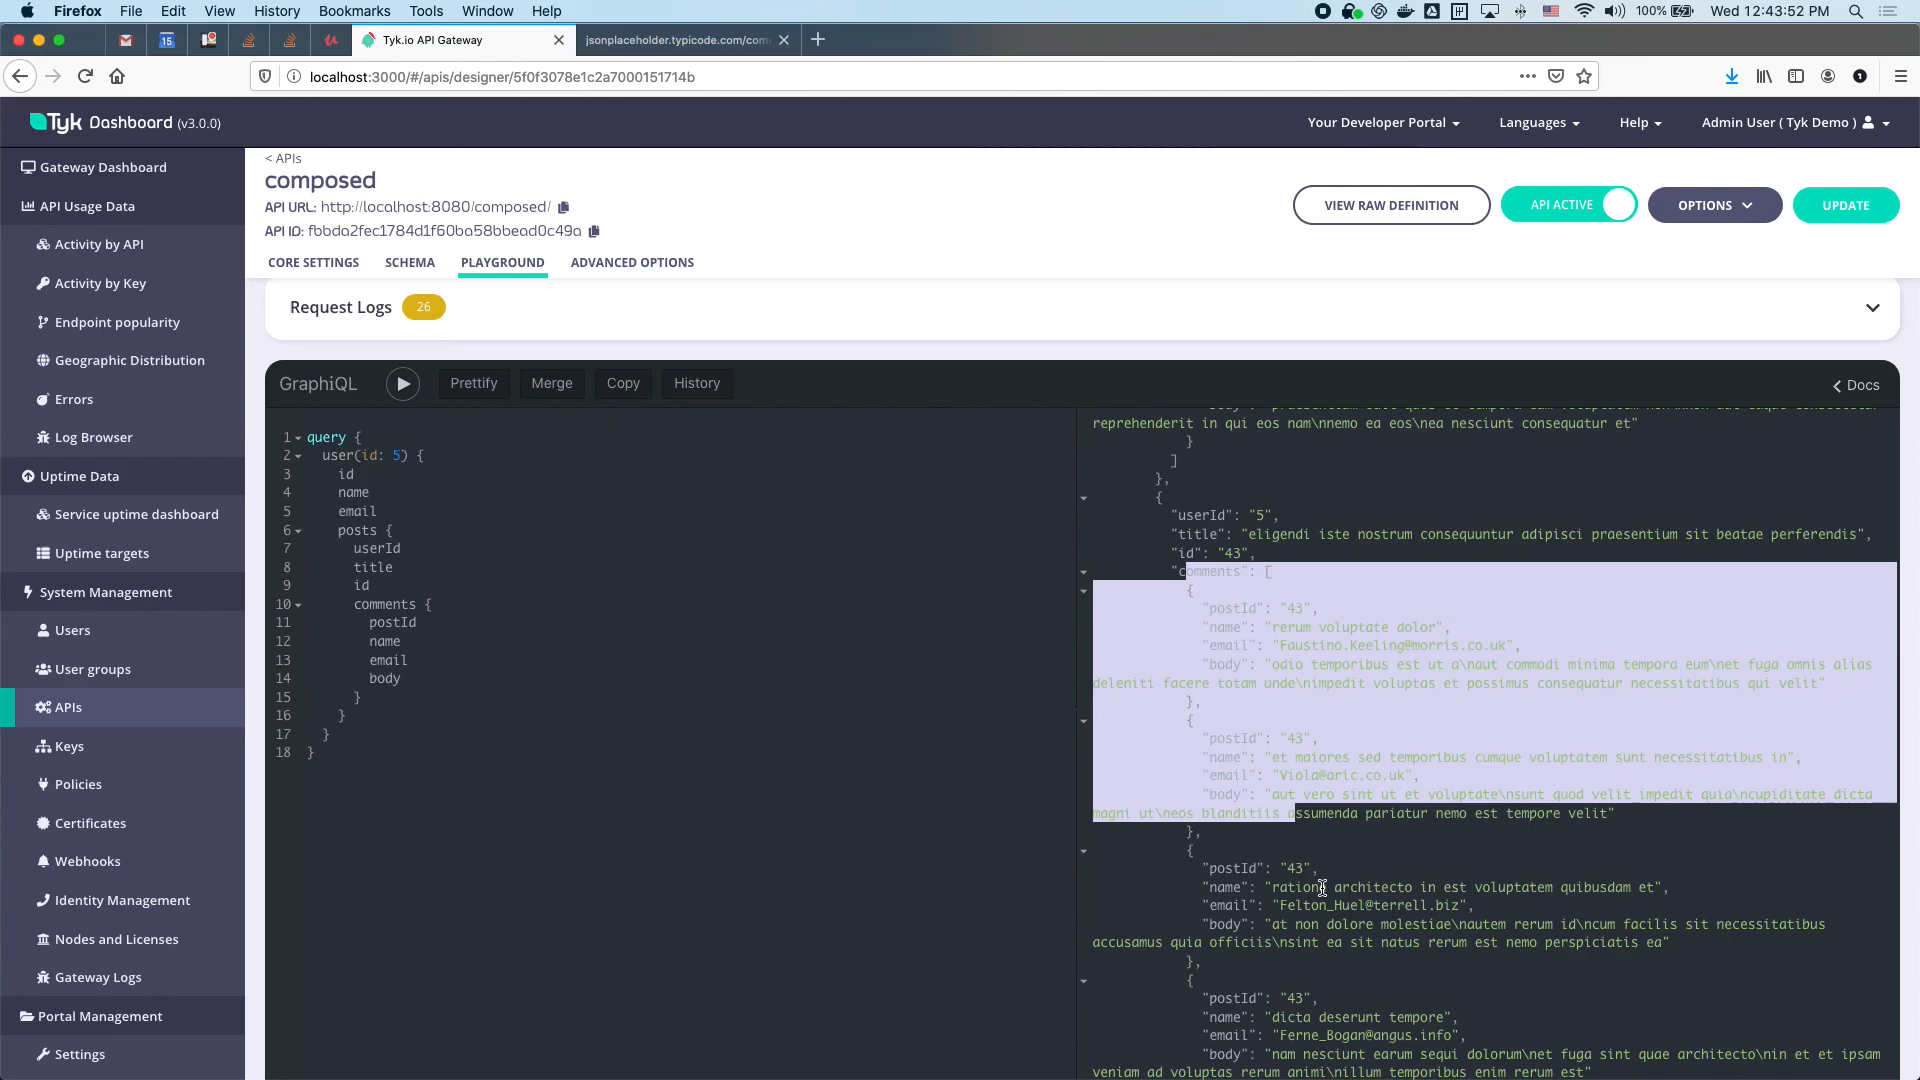 Firefox File Edit View History Bookmarks Tools Window Help 100% Wed 12:43:52 PM
15 Tyk.io API Gateway jsonplaceholder.typicode.com/com
localhost:3000/#/apis/designer/5f0f3078e1c2a7000151714b
Tyk Dashboard (v3.0.0) Your Developer Portal Languages Help Admin User ( Tyk Demo )
Gateway Dashboard
API Usage Data
Activity by API
Activity by Key
Endpoint popularity
Geographic Distribution
Errors
Log Browser
Uptime Data
Service uptime dashboard
Uptime targets
System Management
Users
User groups
APIs
Keys
Policies
Certificates
Webhooks
Identity Management
Nodes and Licenses
Gateway Logs
Portal Management
Settings
< APIs
composed
API URL: http://localhost:8080/composed/
API ID: fbbda2fec1784d1f60ba58bbead0c49a
VIEW RAW DEFINITION API ACTIVE OPTIONS UPDATE
CORE SETTINGS SCHEMA PLAYGROUND ADVANCED OPTIONS
Request Logs 26
GraphiQL Prettify Merge Copy History Docs
1 query {
2 user(id: 5) {
3 id
4 name
5 email
6 posts {
7 userId
8 title
9 id
10 comments {
11 postId
12 name
13 email
14 body
15 }
16 }
17 }
18 }
reprehenderit in qui eos nam\nnemo ea eos\nea nesciunt consequatur et"
}
]
},
{
"userId": "5",
"title": "eligendi iste nostrum consequuntur adipisci praesentium sit beatae perferendis",
"id": "43",
"comments": [
{
"postId": "43",
"name": "rerum voluptate dolor",
"email": "Faustino.Keeling@morris.co.uk",
"body": "odio temporibus est ut a\naut commodi minima tempora eum\net fuga omnis alias
deleniti facere totam unde\nimpedit voluptas et possimus consequatur necessitatibus qui velit"
},
{
"postId": "43",
"name": "et maiores sed temporibus cumque voluptatem sunt necessitatibus in",
"email": "Viola@aric.co.uk",
"body": "aut vero sint ut et voluptate\nsunt quod velit impedit quia\ncupiditate dicta
magni ut\neos blanditiis assumenda pariatur nemo est tempore velit"
},
{
"postId": "43",
"name": "ratione architecto in est voluptatem quibusdam et",
"email": "Felton_Huel@terrell.biz",
"body": "at non dolore molestiae\nautem rerum id\ncum facilis sit necessitatibus
accusamus quia officiis\nsint ea sit natus rerum est nemo perspiciatis ea"
},
{
"postId": "43",
"name": "dicta deserunt tempore",
"email": "Ferne_Bogan@angus.info",
"body": "nam nesciunt earum sequi dolorum\net fuga sint quae architecto\nin et et ipsam
veniam ad voluptas rerum animi\nillum temporibus enim rerum est"